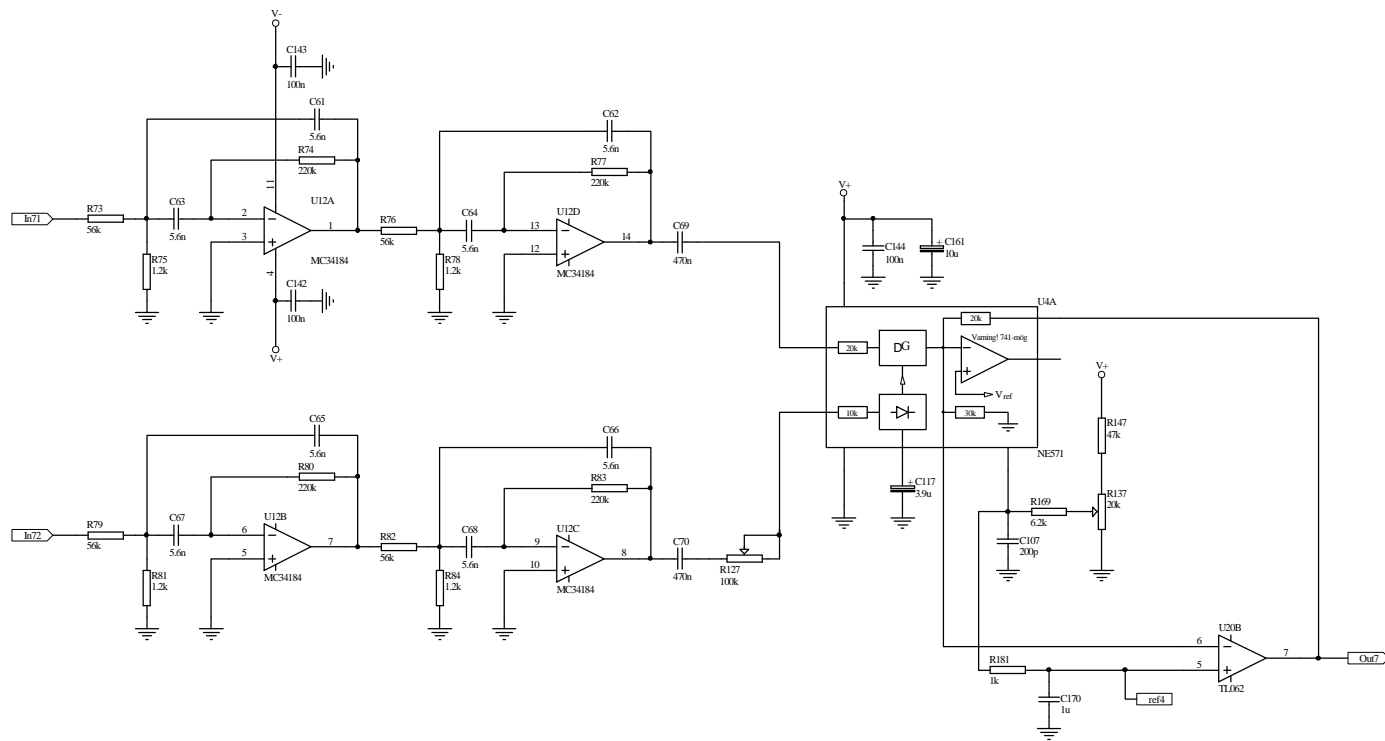 V-
C143
100n
C61
5.6n
R74
220k
11
U12A
In71
R73
56k
C63
5.6n
2
3
1
MC34184
4
R75
1.2k
C142
100n
V+
C62
5.6n
R77
220k
R76
56k
C64
5.6n
U12D
13
12
14
MC34184
R78
1.2k
C69
470n
V+
C144
100n
+
C161
10u
U4A
20k
20k
DG
Varning! 741-mög
Vref
10k
30k
NE571
+
C117
3.9u
V+
R147
47k
R137
20k
R169
6.2k
C107
200p
C65
5.6n
R80
220k
In72
R79
56k
C67
5.6n
U12B
6
5
7
MC34184
R81
1.2k
C66
5.6n
R83
220k
R82
56k
C68
5.6n
U12C
9
10
8
MC34184
R84
1.2k
C70
470n
R127
100k
U20B
6
5
7
TL062
Out7
R181
1k
C170
1u
ref4